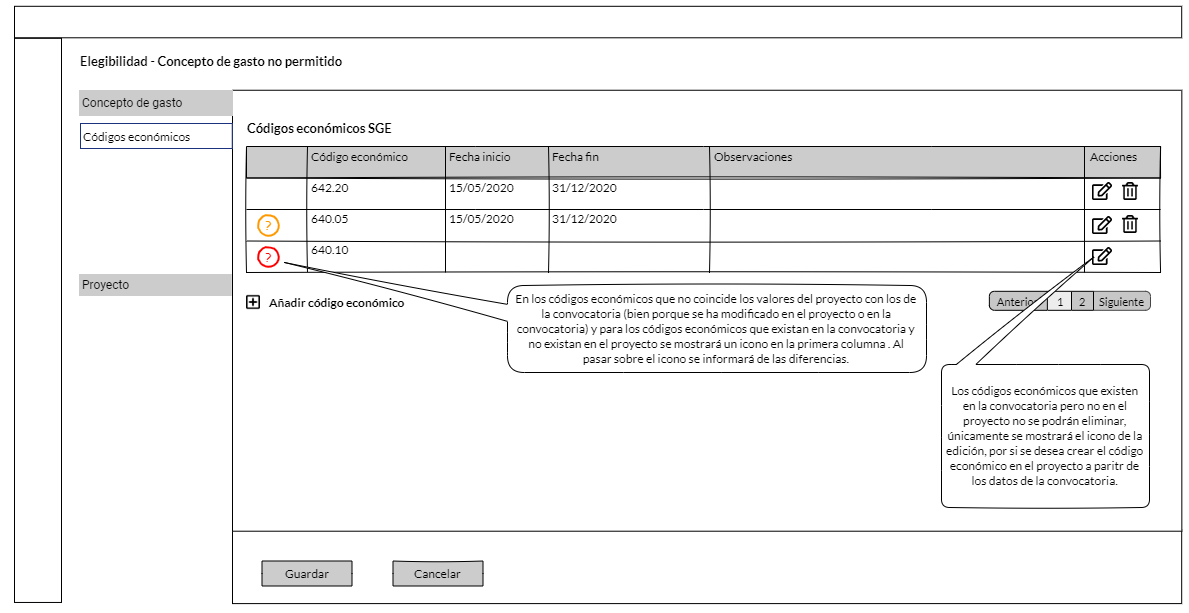 Elegibilidad - Concepto de gasto no permitido
Concepto de gasto
Códigos económicos
Códigos económicos SGE
Código económico Fecha inicio Fecha fin Observaciones Acciones
642.20 15/05/2020 31/12/2020
? 640.05 15/05/2020 31/12/2020
? 640.10
Proyecto
Añadir código económico
En los códigos económicos que no coincide los valores del proyecto con los de
la convocatoria (bien porque se ha modificado en el proyecto o en la
convocatoria) y para los códigos económicos que existan en la convocatoria y
no existan en el proyecto se mostrará un icono en la primera columna . Al
pasar sobre el icono se informará de las diferencias.
Anterior 1 2 Siguiente
Los códigos económicos que existen
en la convocatoria pero no en el
proyecto no se podrán eliminar,
únicamente se mostrará el icono de la
edición, por si se desea crear el código
económico en el proyecto a paritr de
los datos de la convocatoria.
Guardar Cancelar